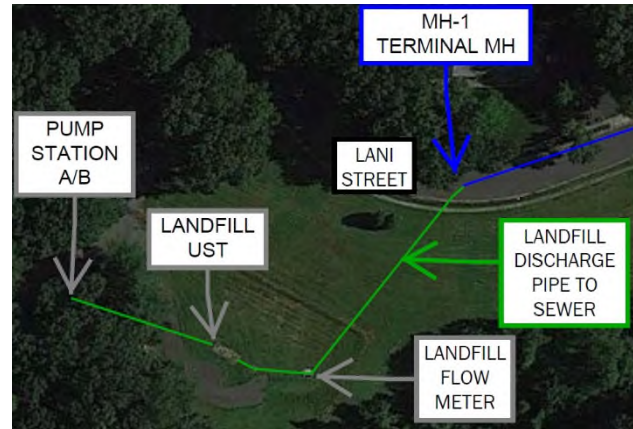 MH-1
TERMINAL MH
PUMP
STATION
A/B
LANI
STREET
LANDFILL
UST
LANDFILL
DISCHARGE
PIPE TO
SEWER
LANDFILL
FLOW
METER